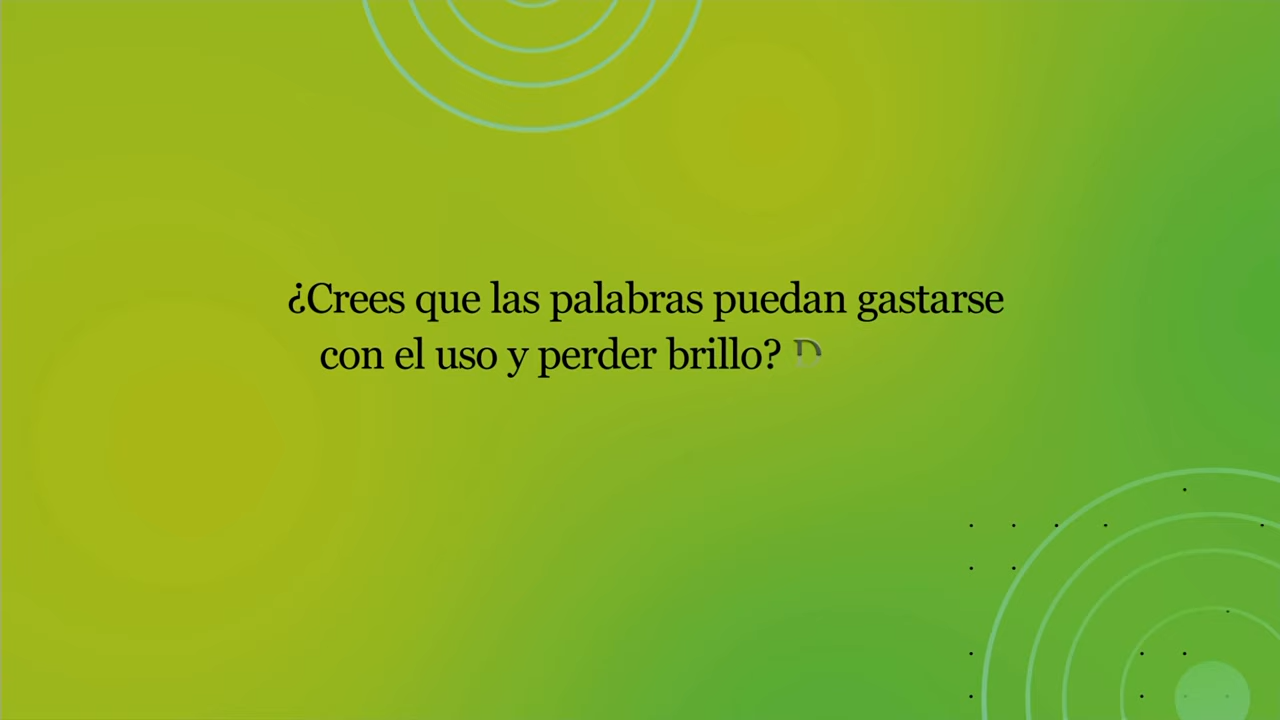 ¿Crees que las palabras puedan gastarse
con el uso y perder brillo?